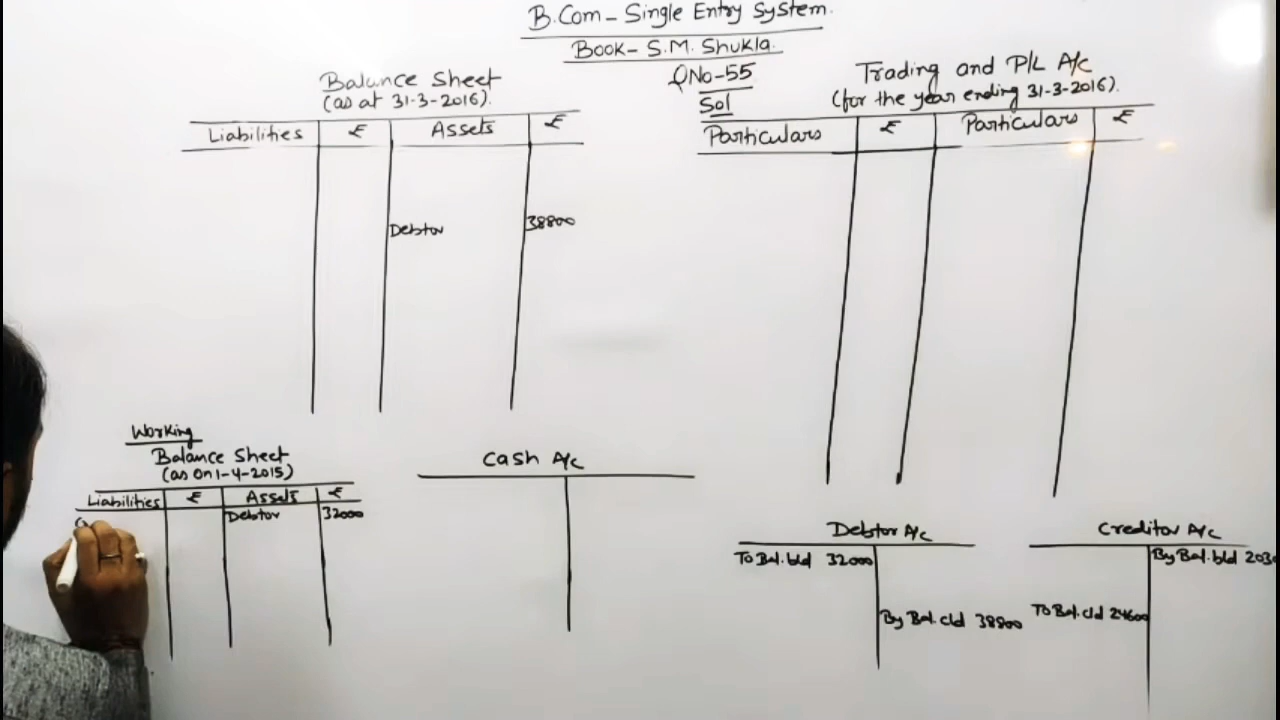 B.Com – Single Entry System.
Book – S.M. Shukla.
QNo-55
Sol
Balance Sheet
(as at 31-3-2016).
Liabilities ₹ Assets ₹
Debtor 38800
Trading and P/L A/c
(for the year ending 31-3-2016).
Particulars ₹ Particulars ₹
Working
Balance Sheet
(as on 1-4-2015)
Liabilities ₹ Assets ₹
Debtor 32000
Cash A/c
Debtor A/c
To Bal. b/d 32000
By Bal. c/d 38800
Creditor A/c
By Bal. b/d
To Bal. c/d 24600